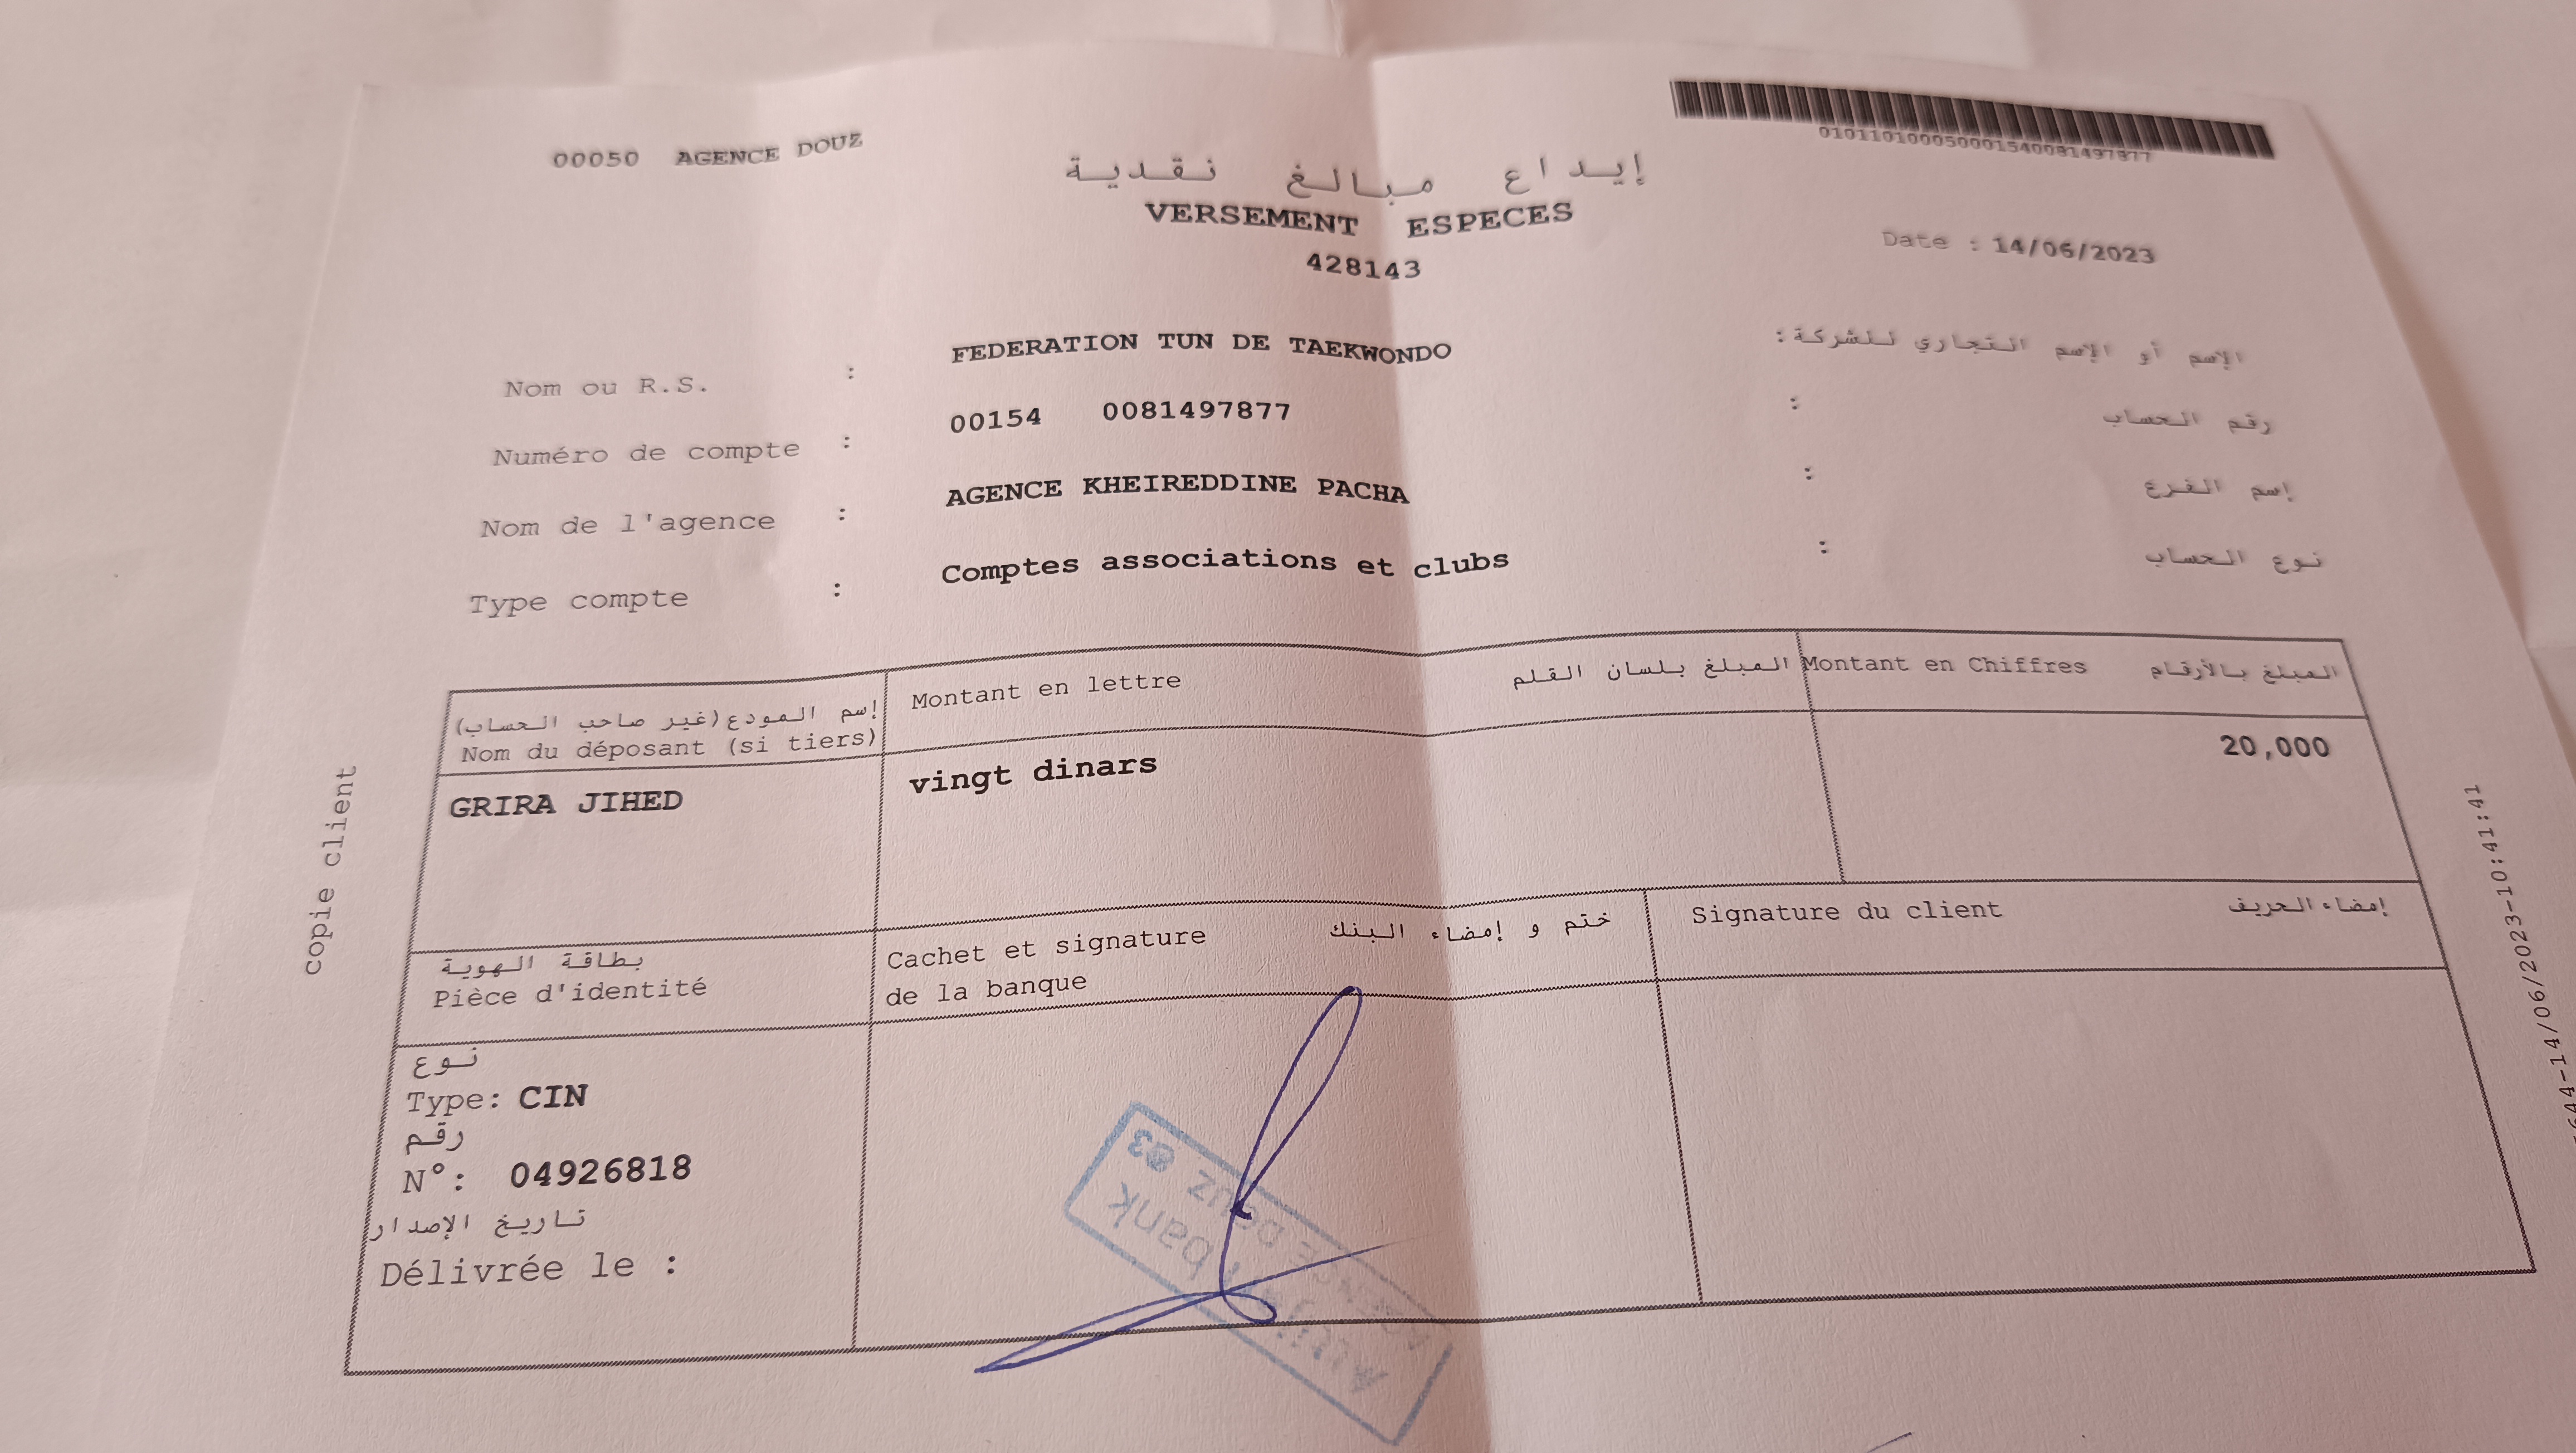 00050 AGENCE DOUZ
010110100050001540081497877
إيداع مبالغ نقدية
VERSEMENT ESPECES
428143
Date : 14/06/2023
Nom ou R.S. : FEDERATION TUN DE TAEKWONDO الإسم أو الإسم التجاري للشركة:
Numéro de compte : 00154 0081497877 : رقم الحساب
Nom de l'agence : AGENCE KHEIREDDINE PACHA : إسم الفرع
Type compte : Comptes associations et clubs : نوع الحساب
إسم المودع(غير صاحب الحساب)
Nom du déposant (si tiers)
Montant en lettre المبلغ بلسان القلم
Montant en Chiffres المبلغ بالأرقام
GRIRA JIHED
vingt dinars
20,000
بطاقة الهوية
Pièce d'identité
Cachet et signature ختم و إمضاء البنك
de la banque
Signature du client إمضاء الحريف
نوع
Type: CIN
رقم
N°: 04926818
تاريخ الإصدار
Délivrée le :
copie client
644-14/06/2023-10:41:41
bank
DOUZ 03